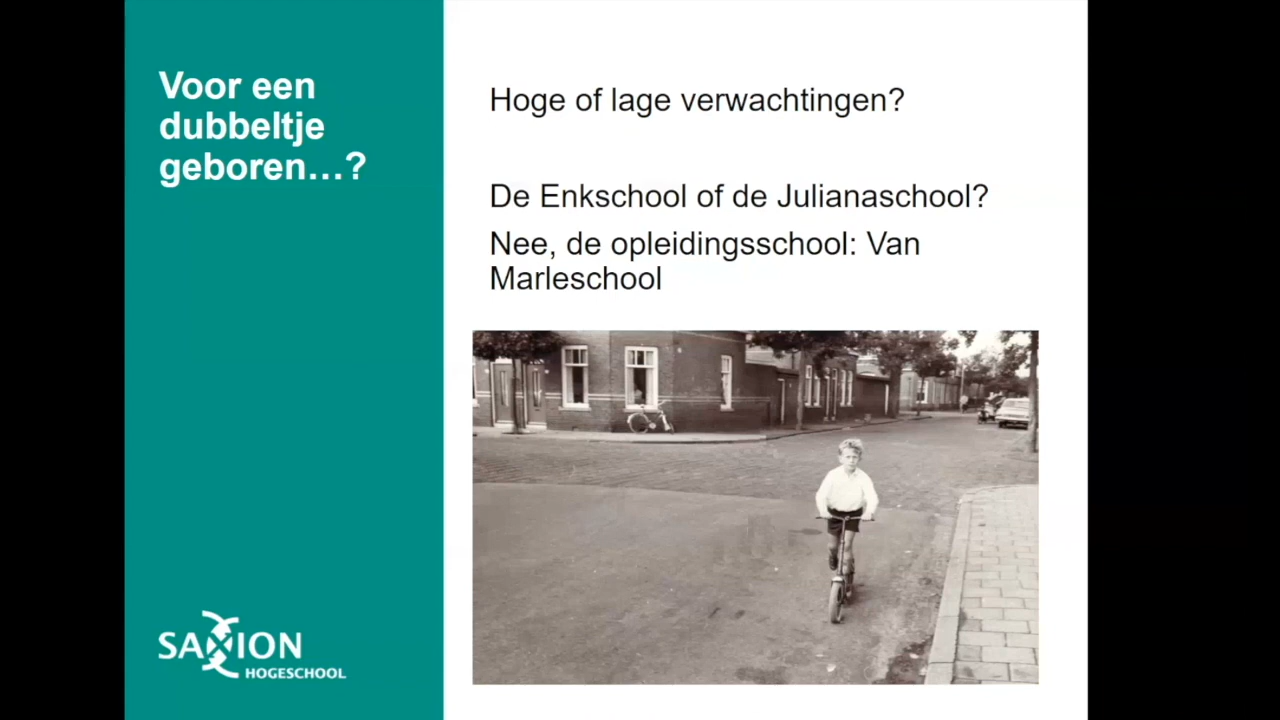 Voor een
dubbeltje
geboren...?
Hoge of lage verwachtingen?
De Enkschool of de Julianaschool?
Nee, de opleidingsschool: Van
Marleschool
SAXION
HOGESCHOOL